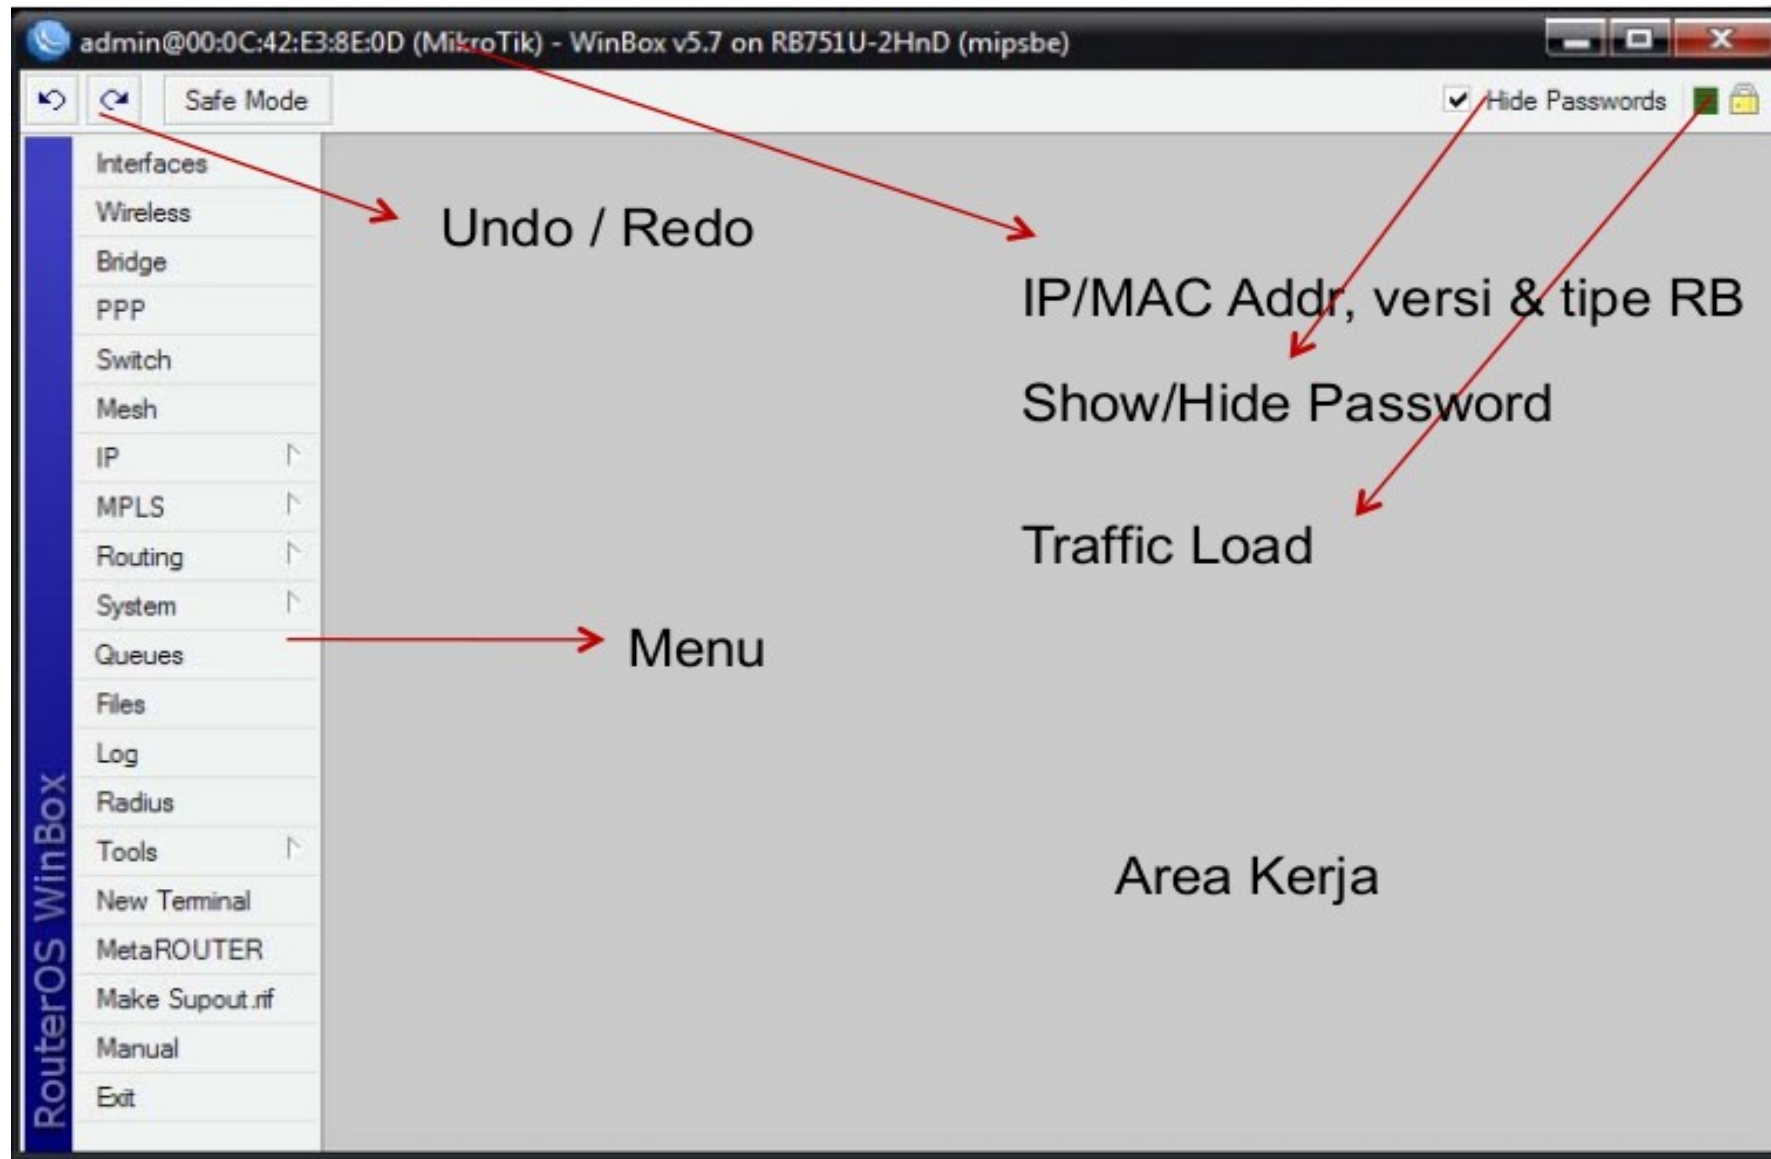 admin@00:0C:42:E3:8E:0D (MikroTik) - WinBox v5.7 on RB751U-2HnD (mipsbe)
Safe Mode
Hide Passwords
Interfaces
Wireless
Bridge
PPP
Switch
Mesh
IP
MPLS
Routing
System
Queues
Files
Log
Radius
Tools
New Terminal
MetaROUTER
Make Supout.rif
Manual
Exit
RouterOS WinBox
Undo / Redo
IP/MAC Addr, versi & tipe RB
Show/Hide Password
Traffic Load
Menu
Area Kerja